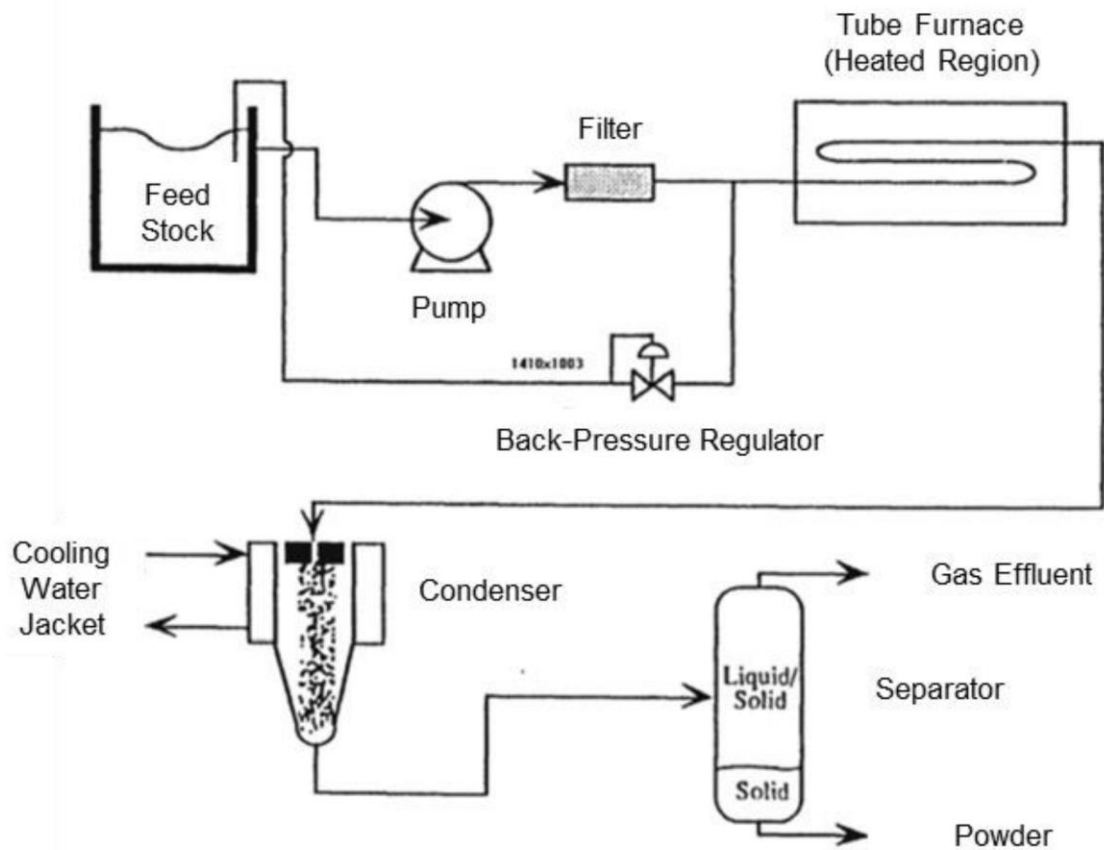 Tube Furnace
(Heated Region)
Filter
Feed
Stock
Pump
1410x1003
Back-Pressure Regulator
Cooling
Water
Jacket
Condenser
Gas Effluent
Liquid/
Solid
Separator
Solid
Powder